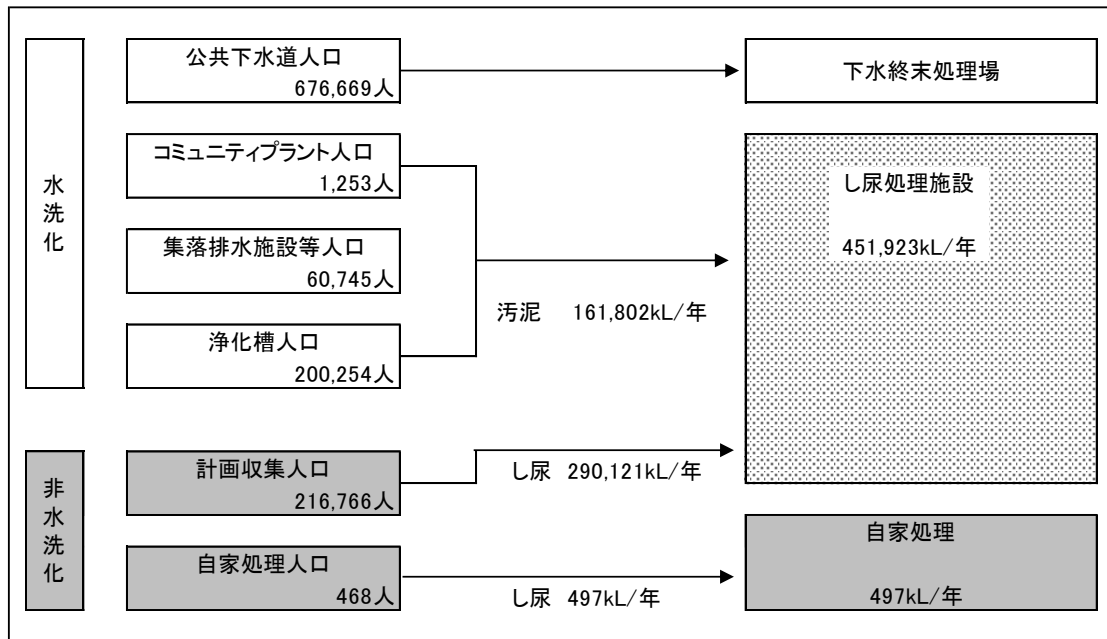 水洗化
公共下水道人口
676,669人
下水終末処理場
コミュニティプラント人口
1,253人
集落排水施設等人口
60,745人
浄化槽人口
200,254人
汚泥 161,802kL/年
し尿処理施設
451,923kL/年
非水洗化
計画収集人口
216,766人
し尿 290,121kL/年
自家処理人口
468人
し尿 497kL/年
自家処理
497kL/年